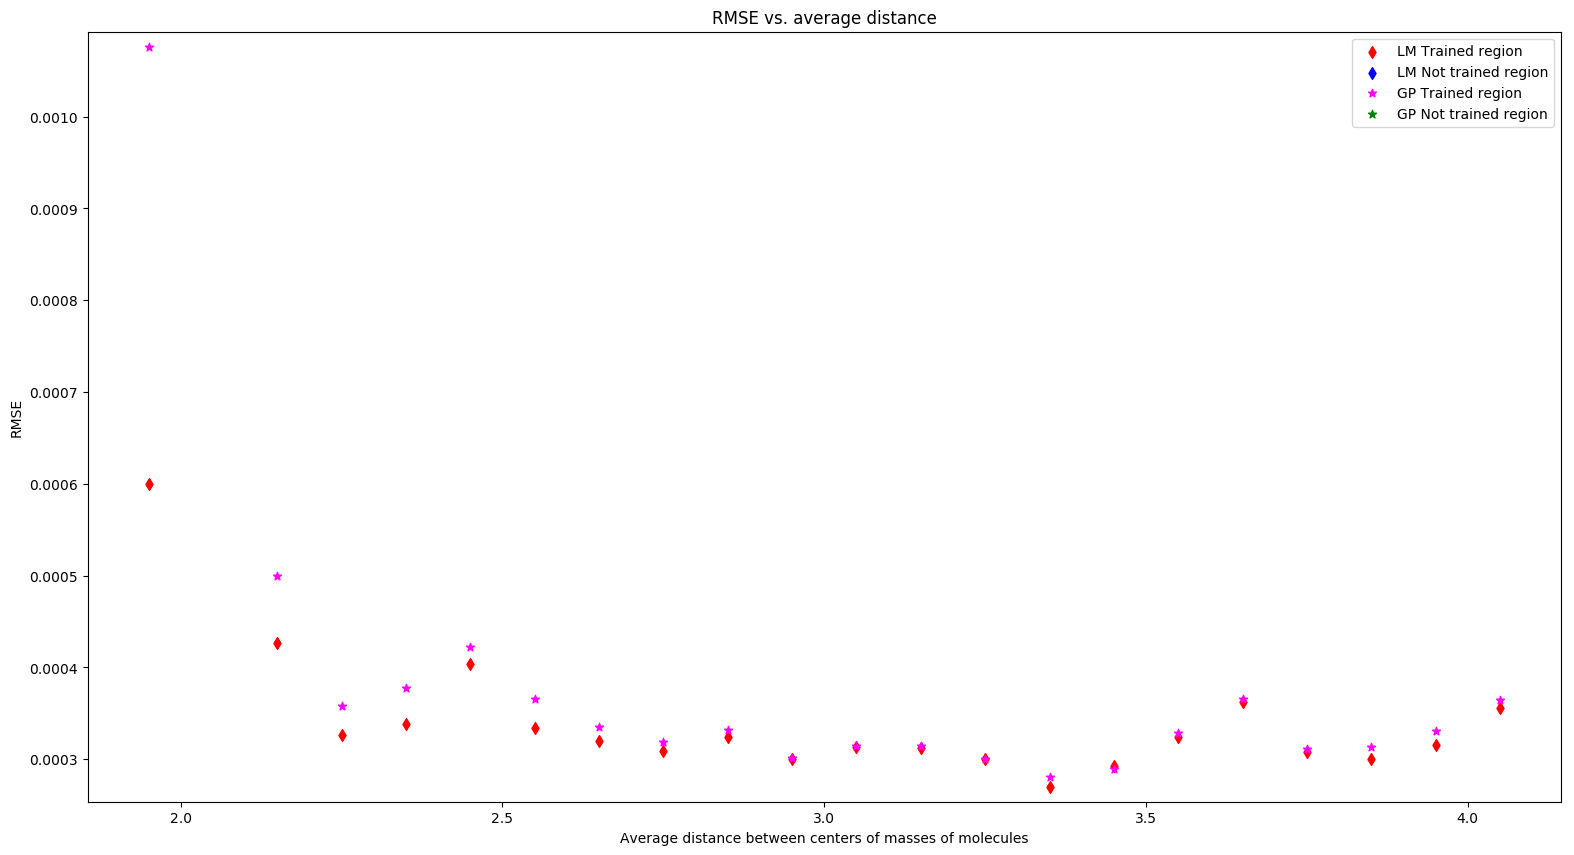 RMSE vs. average distance
LM Trained region
LM Not trained region
GP Trained region
GP Not trained region
0.0010
0.0009
0.0008
0.0007
0.0006
0.0005
0.0004
0.0003
RMSE
2.0 2.5 3.0 3.5 4.0
Average distance between centers of masses of molecules